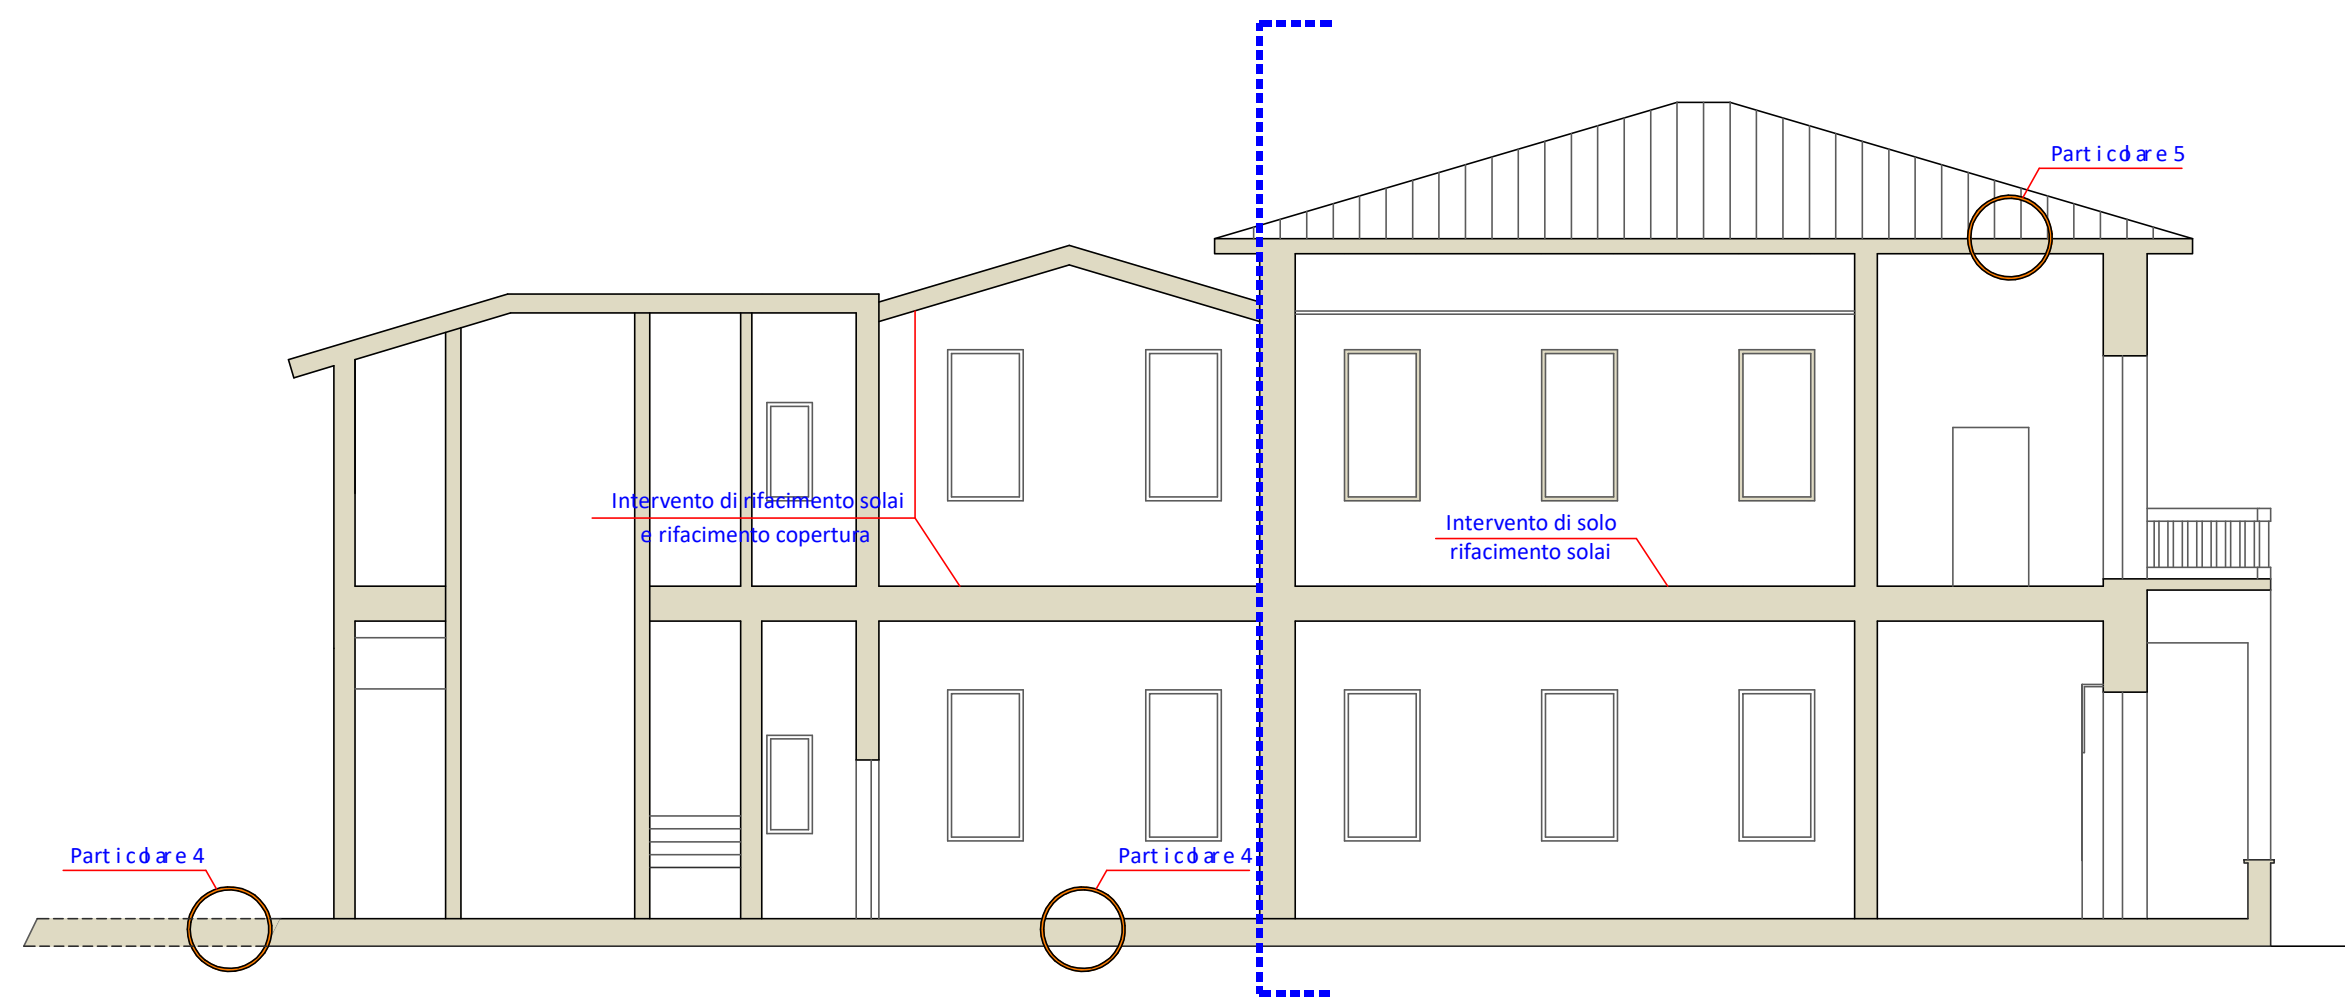 Particolare 5
Intervento di rifacimento solai
e rifacimento copertura
Intervento di solo
rifacimento solai
Particolare 4
Particolare 4